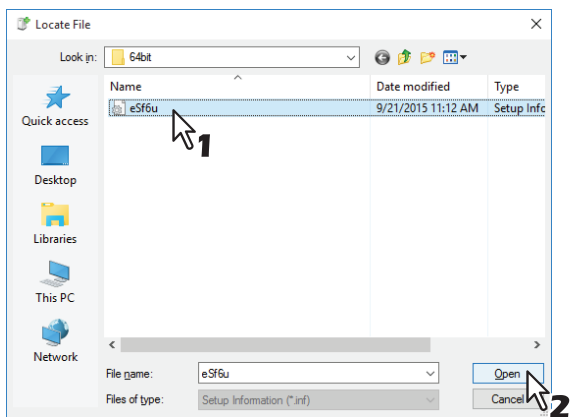 Locate File
Look in: 64bit
Name Date modified Type
eSf6u 9/21/2015 11:12 AM Setup Info
1
Quick access
Desktop
Libraries
This PC
Network
File name: eSf6u Open
Files of type: Setup Information (*.inf) Cancel
2